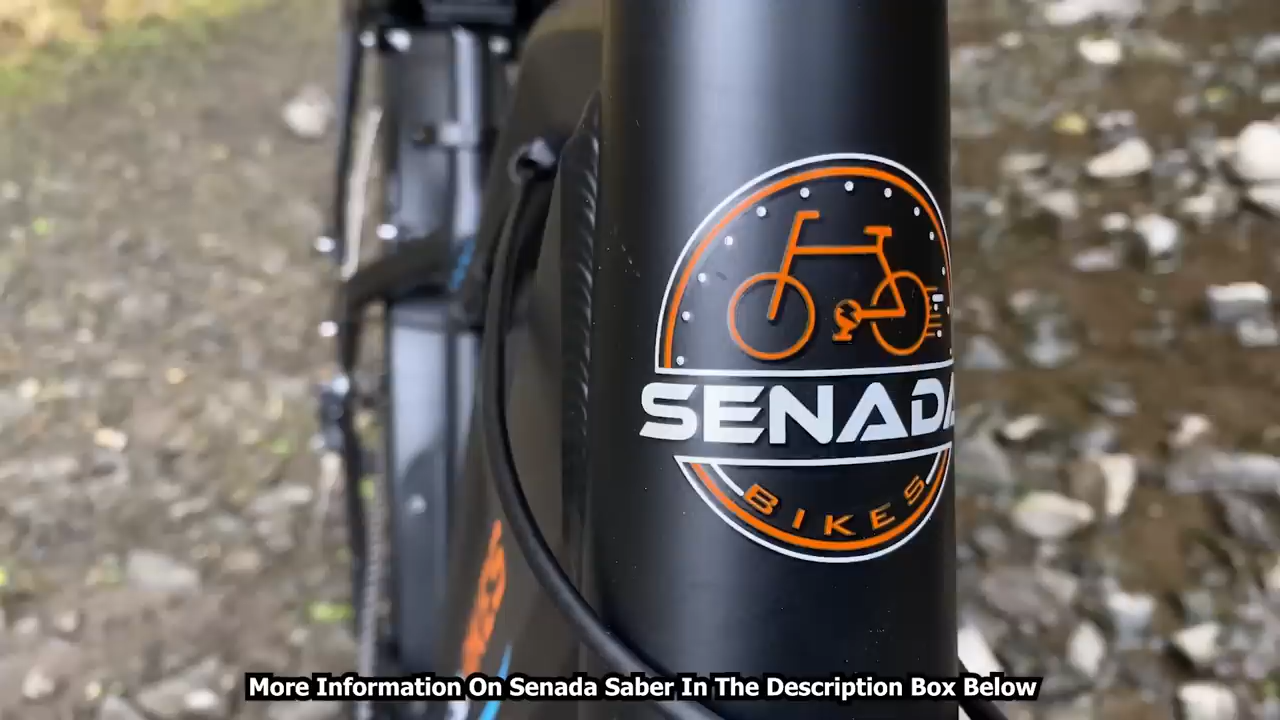 SENADA
BIKES
More Information On Senada Saber In The Description Box Below